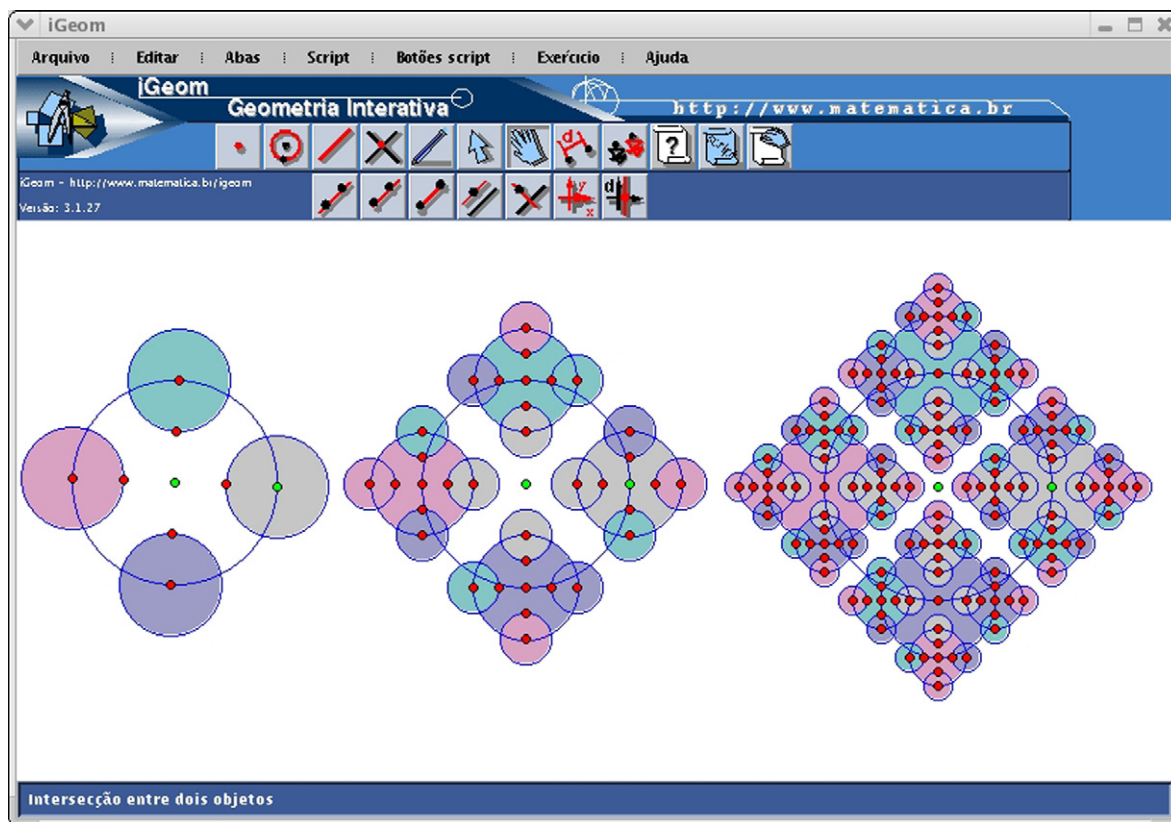 iGeom
Arquivo Editar Abas Script Botões script Exercício Ajuda
iGeom
Geometria Interativa
http://www.matematica.br
d
?
iGeom - http://www.matematica.br/igeom
Versão: 3.1.27
y
x
d
Intersecção entre dois objetos